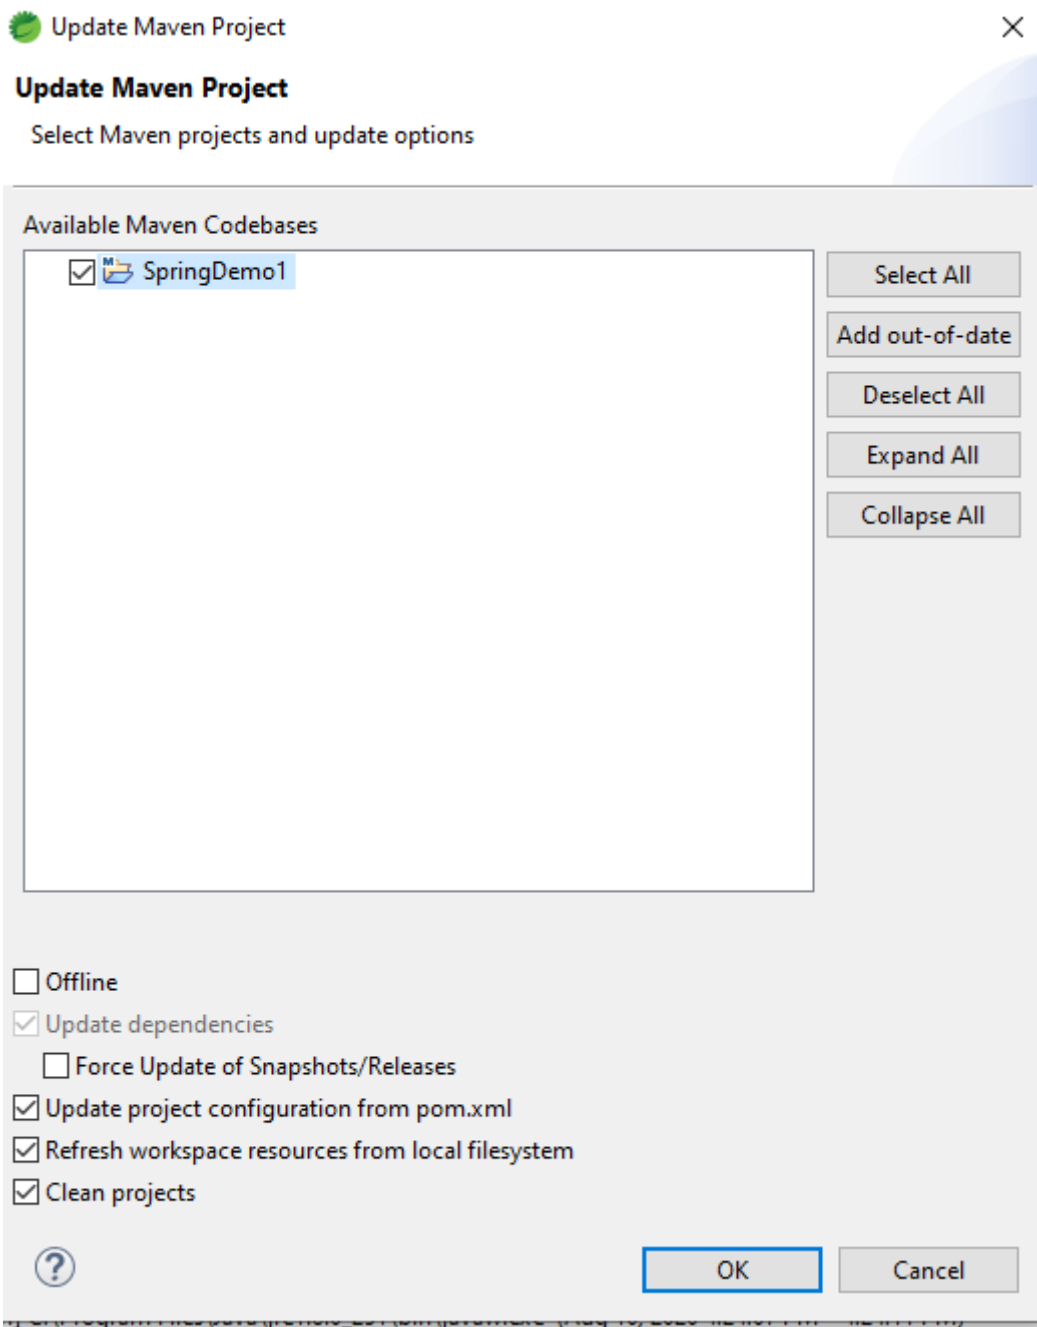 Update Maven Project
Update Maven Project
Select Maven projects and update options
Available Maven Codebases
SpringDemo1
Select All
Add out-of-date
Deselect All
Expand All
Collapse All
Offline
Update dependencies
Force Update of Snapshots/Releases
Update project configuration from pom.xml
Refresh workspace resources from local filesystem
Clean projects
OK
Cancel